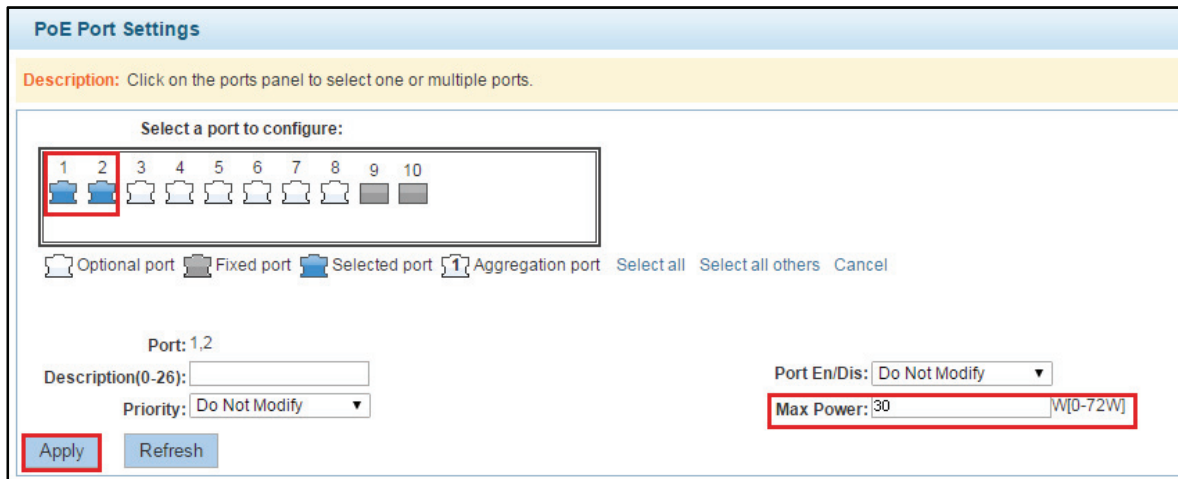 PoE Port Settings
Description: Click on the ports panel to select one or multiple ports.
Select a port to configure:
1 2 3 4 5 6 7 8 9 10
Optional port Fixed port Selected port 1 Aggregation port Select all Select all others Cancel
Port: 1,2
Description(0-26): Port En/Dis: Do Not Modify
Priority: Do Not Modify Max Power: 30 W[0-72W]
Apply Refresh